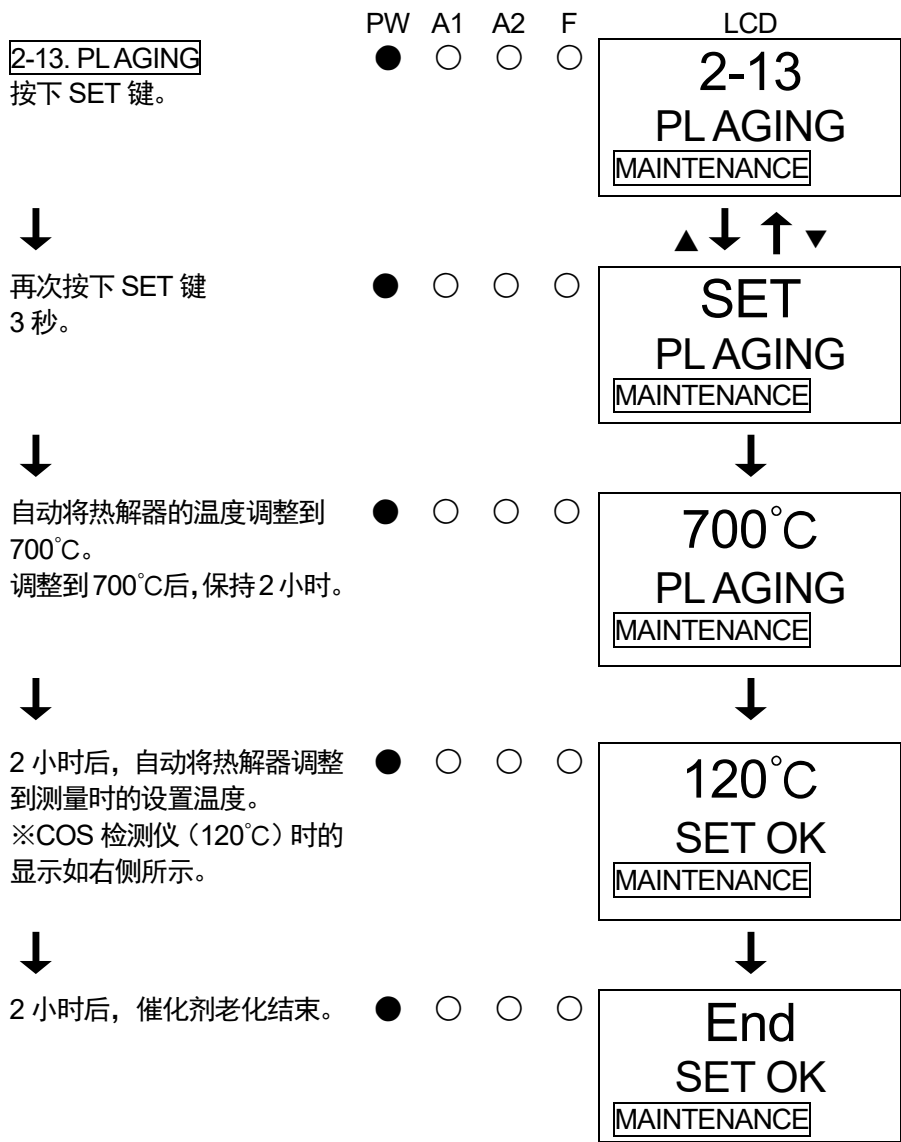 PW A1 A2 F LCD
2-13. PL AGING
按下 SET 键。
● ○ ○ ○
2-13
PL AGING
MAINTENANCE
↓
▲ ↓ ↑ ▼
再次按下 SET 键
3 秒。
● ○ ○ ○
SET
PL AGING
MAINTENANCE
↓
↓
自动将热解器的温度调整到
700℃。
调整到 700℃后,保持 2 小时。
● ○ ○ ○
700℃
PL AGING
MAINTENANCE
↓
↓
2 小时后，自动将热解器调整
到测量时的设置温度。
※COS 检测仪（120℃）时的
显示如右侧所示。
● ○ ○ ○
120℃
SET OK
MAINTENANCE
↓
↓
2 小时后，催化剂老化结束。
● ○ ○ ○
End
SET OK
MAINTENANCE